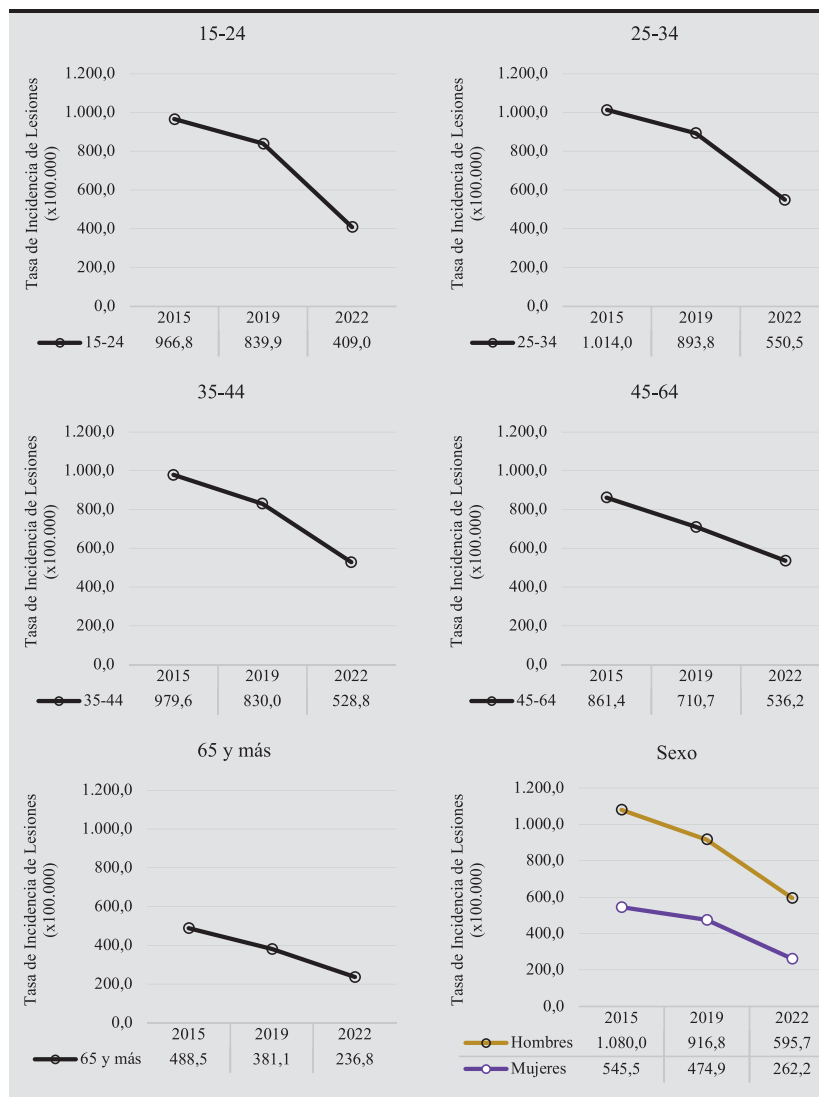 15-24
Tasa de Incidencia de Lesiones
(x100.000)
1.200,0
1.000,0
800,0
600,0
400,0
200,0
0,0
2015 2019 2022
15-24 966,8 839,9 409,0
25-34
Tasa de Incidencia de Lesiones
(x100.000)
1.200,0
1.000,0
800,0
600,0
400,0
200,0
0,0
2015 2019 2022
25-34 1.014,0 893,8 550,5
35-44
Tasa de Incidencia de Lesiones
(x100.000)
1.200,0
1.000,0
800,0
600,0
400,0
200,0
0,0
2015 2019 2022
35-44 979,6 830,0 528,8
45-64
Tasa de Incidencia de Lesiones
(x100.000)
1.200,0
1.000,0
800,0
600,0
400,0
200,0
0,0
2015 2019 2022
45-64 861,4 710,7 536,2
65 y más
Tasa de Incidencia de Lesiones
(x100.000)
1.200,0
1.000,0
800,0
600,0
400,0
200,0
0,0
2015 2019 2022
65 y más 488,5 381,1 236,8
Sexo
Tasa de Incidencia de Lesiones
(x100.000)
1.200,0
1.000,0
800,0
600,0
400,0
200,0
0,0
2015 2019 2022
Hombres 1.080,0 916,8 595,7
Mujeres 545,5 474,9 262,2